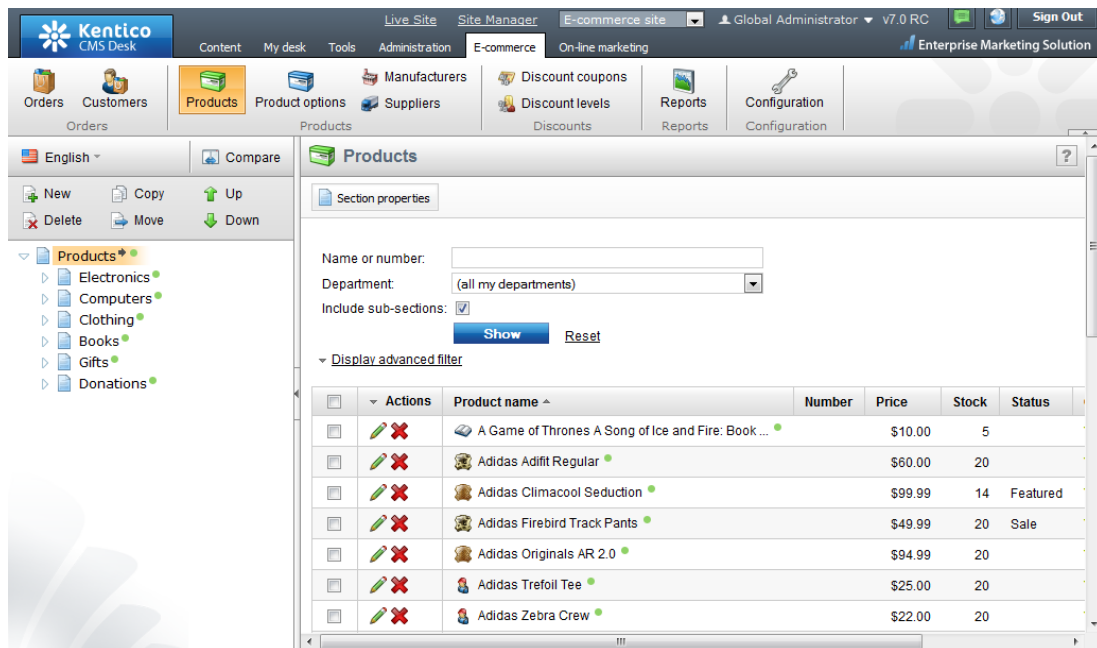 Kentico
CMS Desk
Live Site Site Manager E-commerce site Global Administrator v7.0 RC Sign Out
Content My desk Tools Administration E-commerce On-line marketing Enterprise Marketing Solution
Orders Customers Products Product options Manufacturers Suppliers Discount coupons Discount levels Reports Configuration
Orders Products Discounts Reports Configuration
English Compare
New Copy Up
Delete Move Down
Products
Electronics
Computers
Clothing
Books
Gifts
Donations
Products ?
Section properties
Name or number:
Department: (all my departments)
Include sub-sections:
Show Reset
Display advanced filter
Actions Product name Number Price Stock Status
A Game of Thrones A Song of Ice and Fire: Book ... $10.00 5
Adidas Adifit Regular $60.00 20
Adidas Climacool Seduction $99.99 14 Featured
Adidas Firebird Track Pants $49.99 20 Sale
Adidas Originals AR 2.0 $94.99 20
Adidas Trefoil Tee $25.00 20
Adidas Zebra Crew $22.00 20